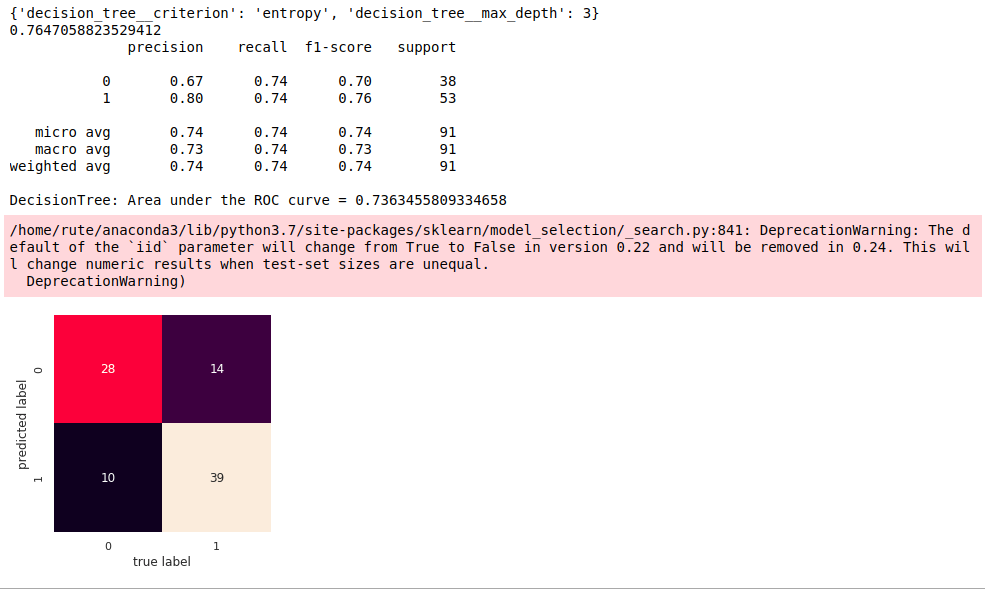 {'decision_tree__criterion': 'entropy', 'decision_tree__max_depth': 3}
0.7647058823529412
              precision    recall  f1-score   support

           0       0.67      0.74      0.70        38
           1       0.80      0.74      0.76        53

   micro avg       0.74      0.74      0.74        91
   macro avg       0.73      0.74      0.73        91
weighted avg       0.74      0.74      0.74        91

DecisionTree: Area under the ROC curve = 0.7363455809334658
/home/rute/anaconda3/lib/python3.7/site-packages/sklearn/model_selection/_search.py:841: DeprecationWarning: The d
efault of the `iid` parameter will change from True to False in version 0.22 and will be removed in 0.24. This wil
l change numeric results when test-set sizes are unequal.
  DeprecationWarning)
predicted label
0
28 14
1
10 39
0 1
true label